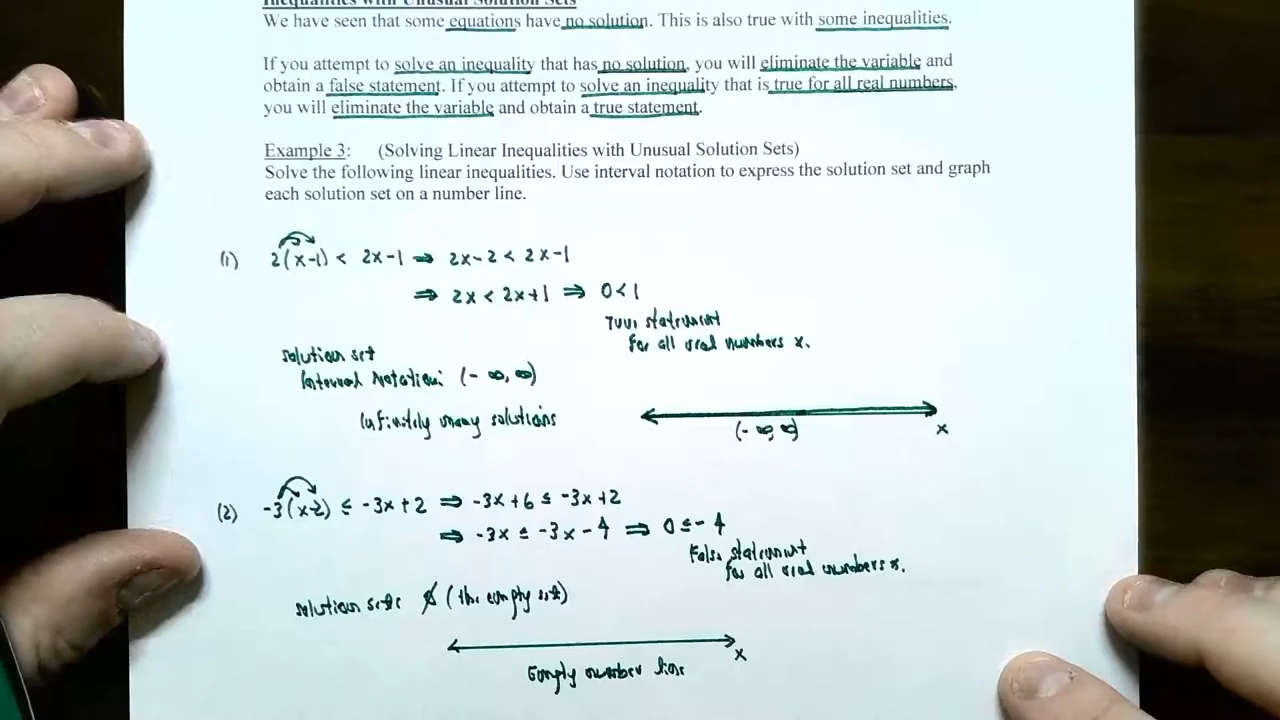 Inequalities with Unusual Solution Sets
We have seen that some equations have no solution. This is also true with some inequalities.
If you attempt to solve an inequality that has no solution, you will eliminate the variable and
obtain a false statement. If you attempt to solve an inequality that is true for all real numbers,
you will eliminate the variable and obtain a true statement.
Example 3: (Solving Linear Inequalities with Unusual Solution Sets)
Solve the following linear inequalities. Use interval notation to express the solution set and graph
each solution set on a number line.
(1) 2(x-1) < 2x-1 ⇒ 2x-2 < 2x-1
⇒ 2x < 2x+1 ⇒ 0<1
True statement
for all real numbers x.
Solution set
Interval Notation: (-∞,∞)
Infinitely many solutions
(-∞,∞)
x
(2) -3(x-2) ≤ -3x+2 ⇒ -3x+6 ≤ -3x+2
⇒ -3x ≤ -3x-4 ⇒ 0≤-4
False statement
for all real numbers x.
Solution set: ∅ (the empty set)
x
Empty number line